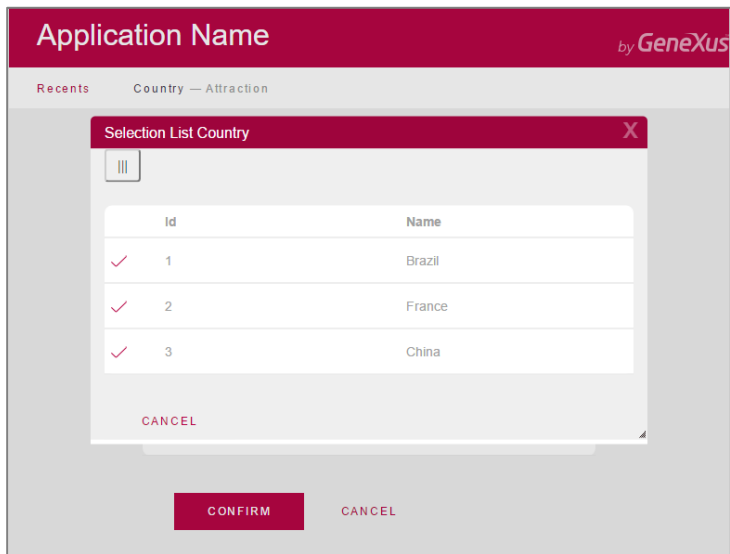 Application Name
by GeneXus
Recents Country — Attraction
Selection List Country X
Id Name
1 Brazil
2 France
3 China
CANCEL
CONFIRM CANCEL